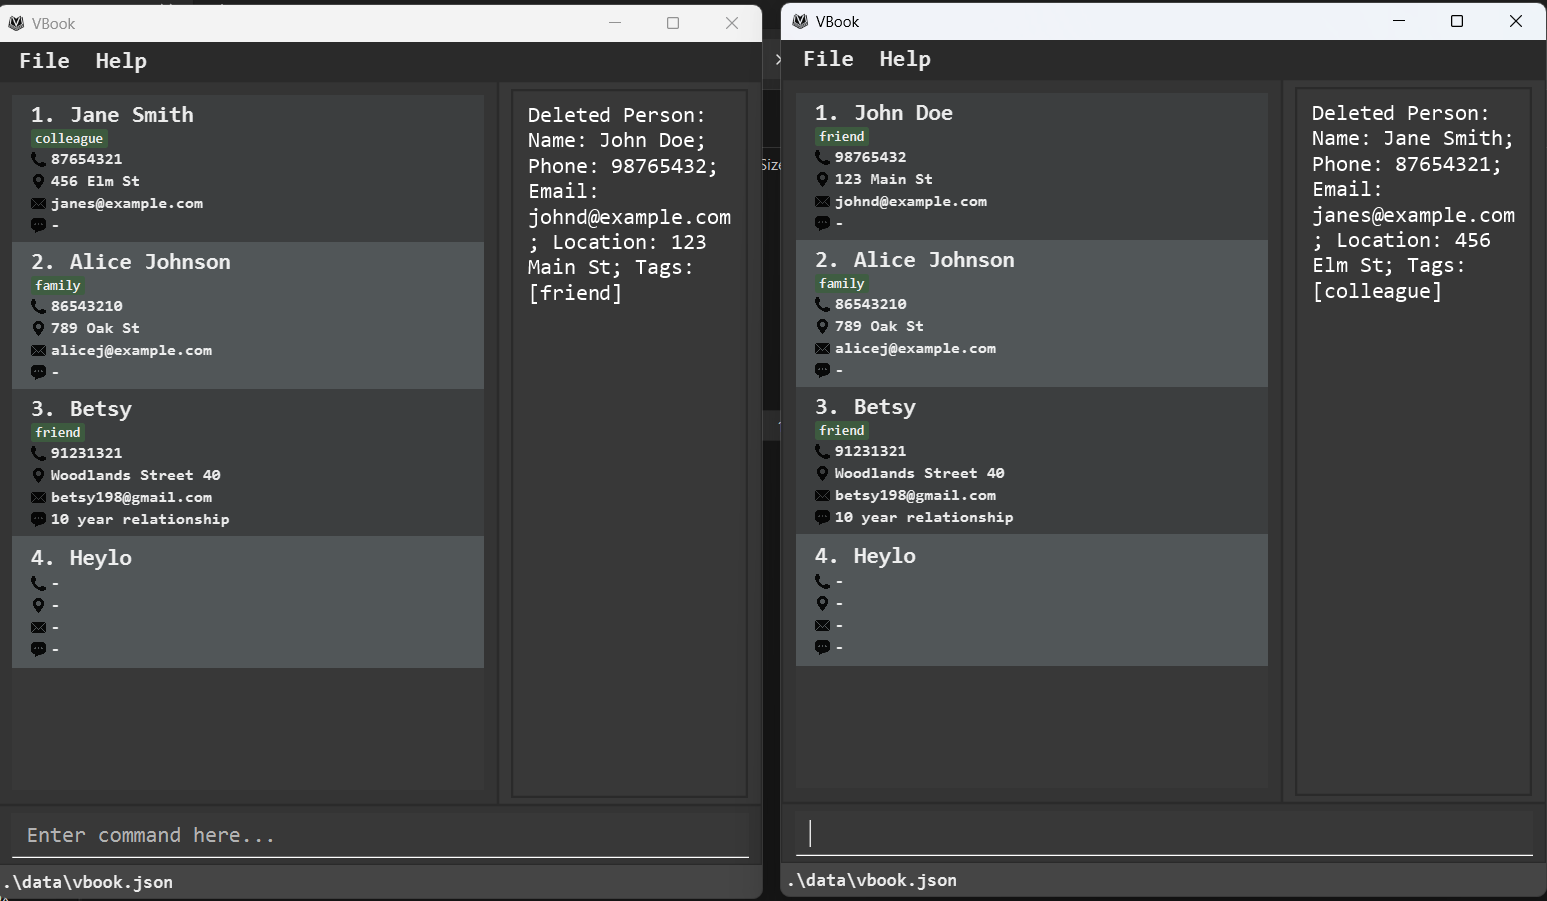 VBook
File Help
1. Jane Smith
colleague
87654321
456 Elm St
janes@example.com
-
2. Alice Johnson
family
86543210
789 Oak St
alicej@example.com
-
3. Betsy
friend
91231321
Woodlands Street 40
betsy198@gmail.com
10 year relationship
4. Heylo
-
-
-
-
Deleted Person:
Name: John Doe;
Phone: 98765432;
Email:
johnd@example.com
; Location: 123
Main St; Tags:
[friend]
Enter command here...
.\data\vbook.json
Size
VBook
File Help
1. John Doe
friend
98765432
123 Main St
johnd@example.com
-
2. Alice Johnson
family
86543210
789 Oak St
alicej@example.com
-
3. Betsy
friend
91231321
Woodlands Street 40
betsy198@gmail.com
10 year relationship
4. Heylo
-
-
-
-
Deleted Person:
Name: Jane Smith;
Phone: 87654321;
Email:
janes@example.com
; Location: 456
Elm St; Tags:
[colleague]
.\data\vbook.json